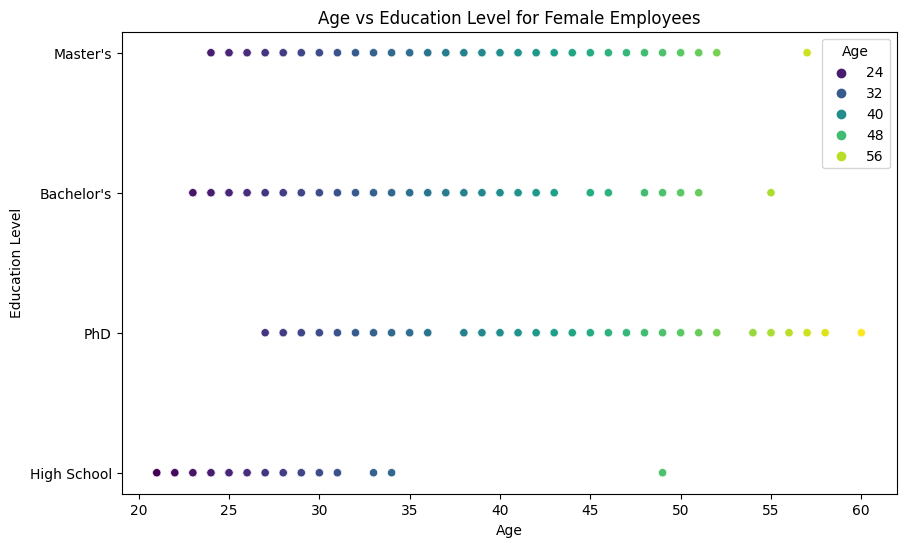 Age vs Education Level for Female Employees
Education Level
Master's
Bachelor's
PhD
High School
Age
24
32
40
48
56
20 25 30 35 40 45 50 55 60
Age